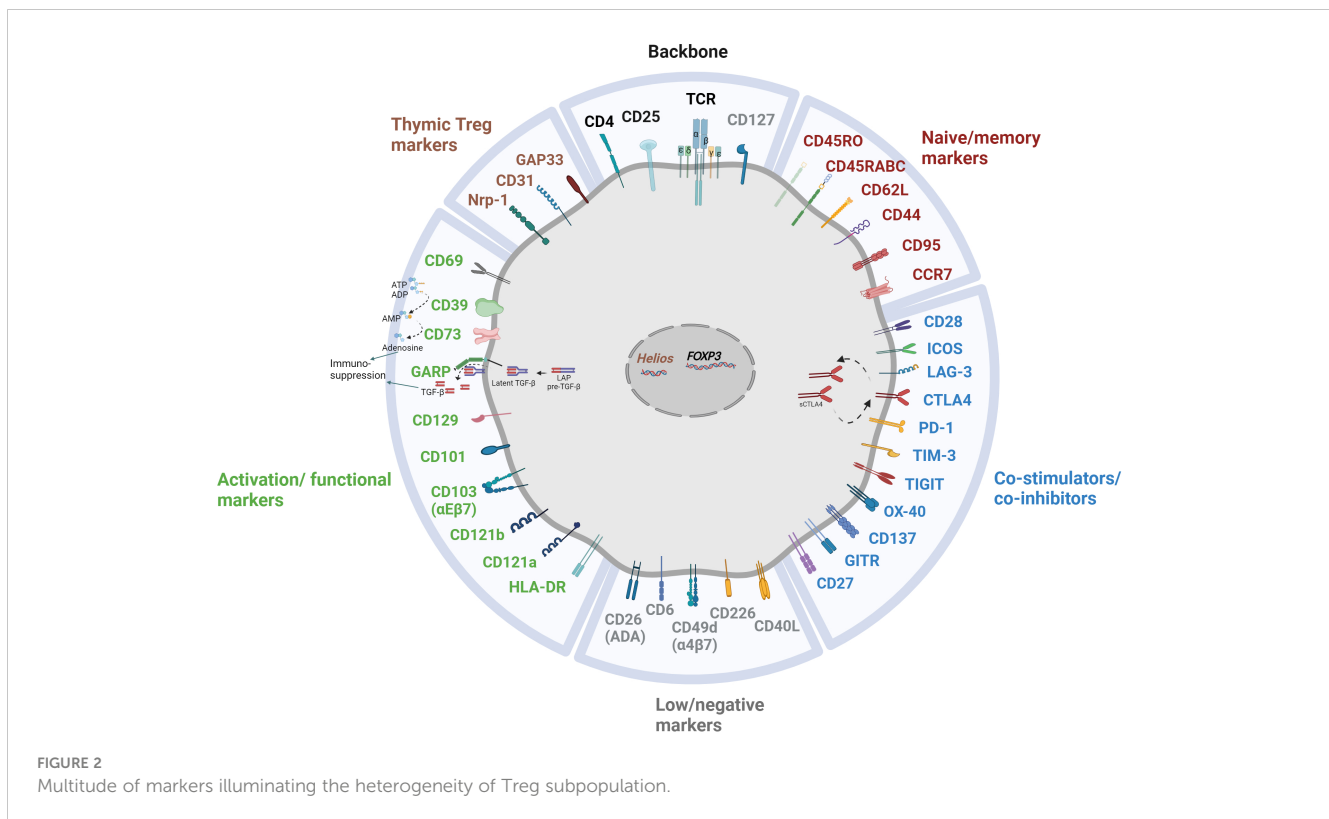 Backbone
TCR
CD4
CD25
CD127
α
β
ε
δ
γ
ε
Thymic Treg
markers
GAP33
CD31
Nrp-1
Naive/memory
markers
CD45RO
CD45RABC
CD62L
CD44
CD95
CCR7
CD69
ATP
ADP
CD39
AMP
CD73
Adenosine
Immuno-
suppression
GARP
TGF-β
Latent TGF-β
LAP
pre-TGF-β
CD129
CD101
CD103
(αEβ7)
CD121b
CD121a
HLA-DR
Activation/ functional
markers
Helios
FOXP3
sCTLA4
CD28
ICOS
LAG-3
CTLA4
PD-1
TIM-3
TIGIT
OX-40
CD137
GITR
CD27
Co-stimulators/
co-inhibitors
CD26
(ADA)
CD6
CD49d
(α4β7)
CD226
CD40L
Low/negative
markers
FIGURE 2
Multitude of markers illuminating the heterogeneity of Treg subpopulation.